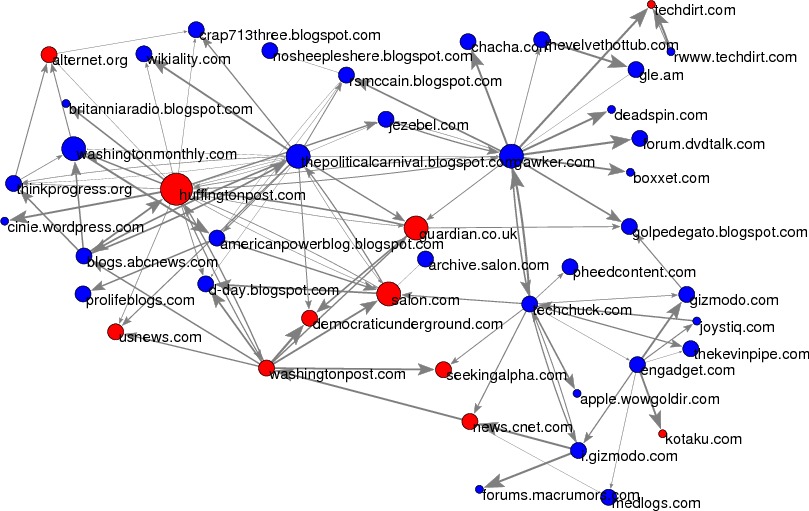 techdirt.com
crap713three.blogspot.com
chacha.com
thevelvethottub.com
alternet.org
wikiality.com
nosheepleshere.blogspot.com
rwww.techdirt.com
rsmccain.blogspot.com
gle.am
britanniaradio.blogspot.com
deadspin.com
jezebel.com
forum.dvdtalk.com
washingtonmonthly.com
thepoliticalcarnival.blogspot.com
gawker.com
boxxet.com
thinkprogress.org
huffingtonpost.com
cinie.wordpress.com
guardian.co.uk
golpedegato.blogspot.com
americanpowerblog.blogspot.com
blogs.abcnews.com
archive.salon.com
pheedcontent.com
prolifeblogs.com
d-day.blogspot.com
salon.com
gizmodo.com
techchuck.com
democraticunderground.com
joystiq.com
usnews.com
thekevinpipe.com
washingtonpost.com
seekingalpha.com
engadget.com
apple.wowgoldir.com
news.cnet.com
kotaku.com
r.gizmodo.com
forums.macrumors.com
medlogs.com